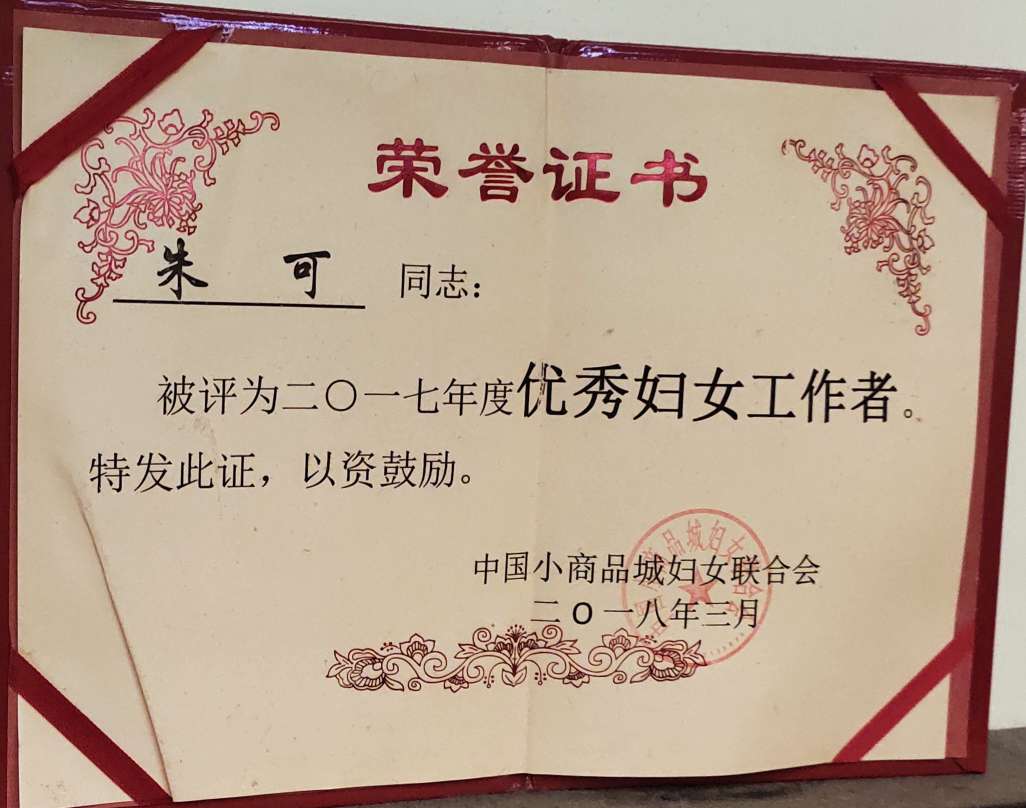 荣誉证书
朱可 同志：
被评为二〇一七年度优秀妇女工作者。
特发此证，以资鼓励。
中国小商品城妇女联合会
二〇一八年三月